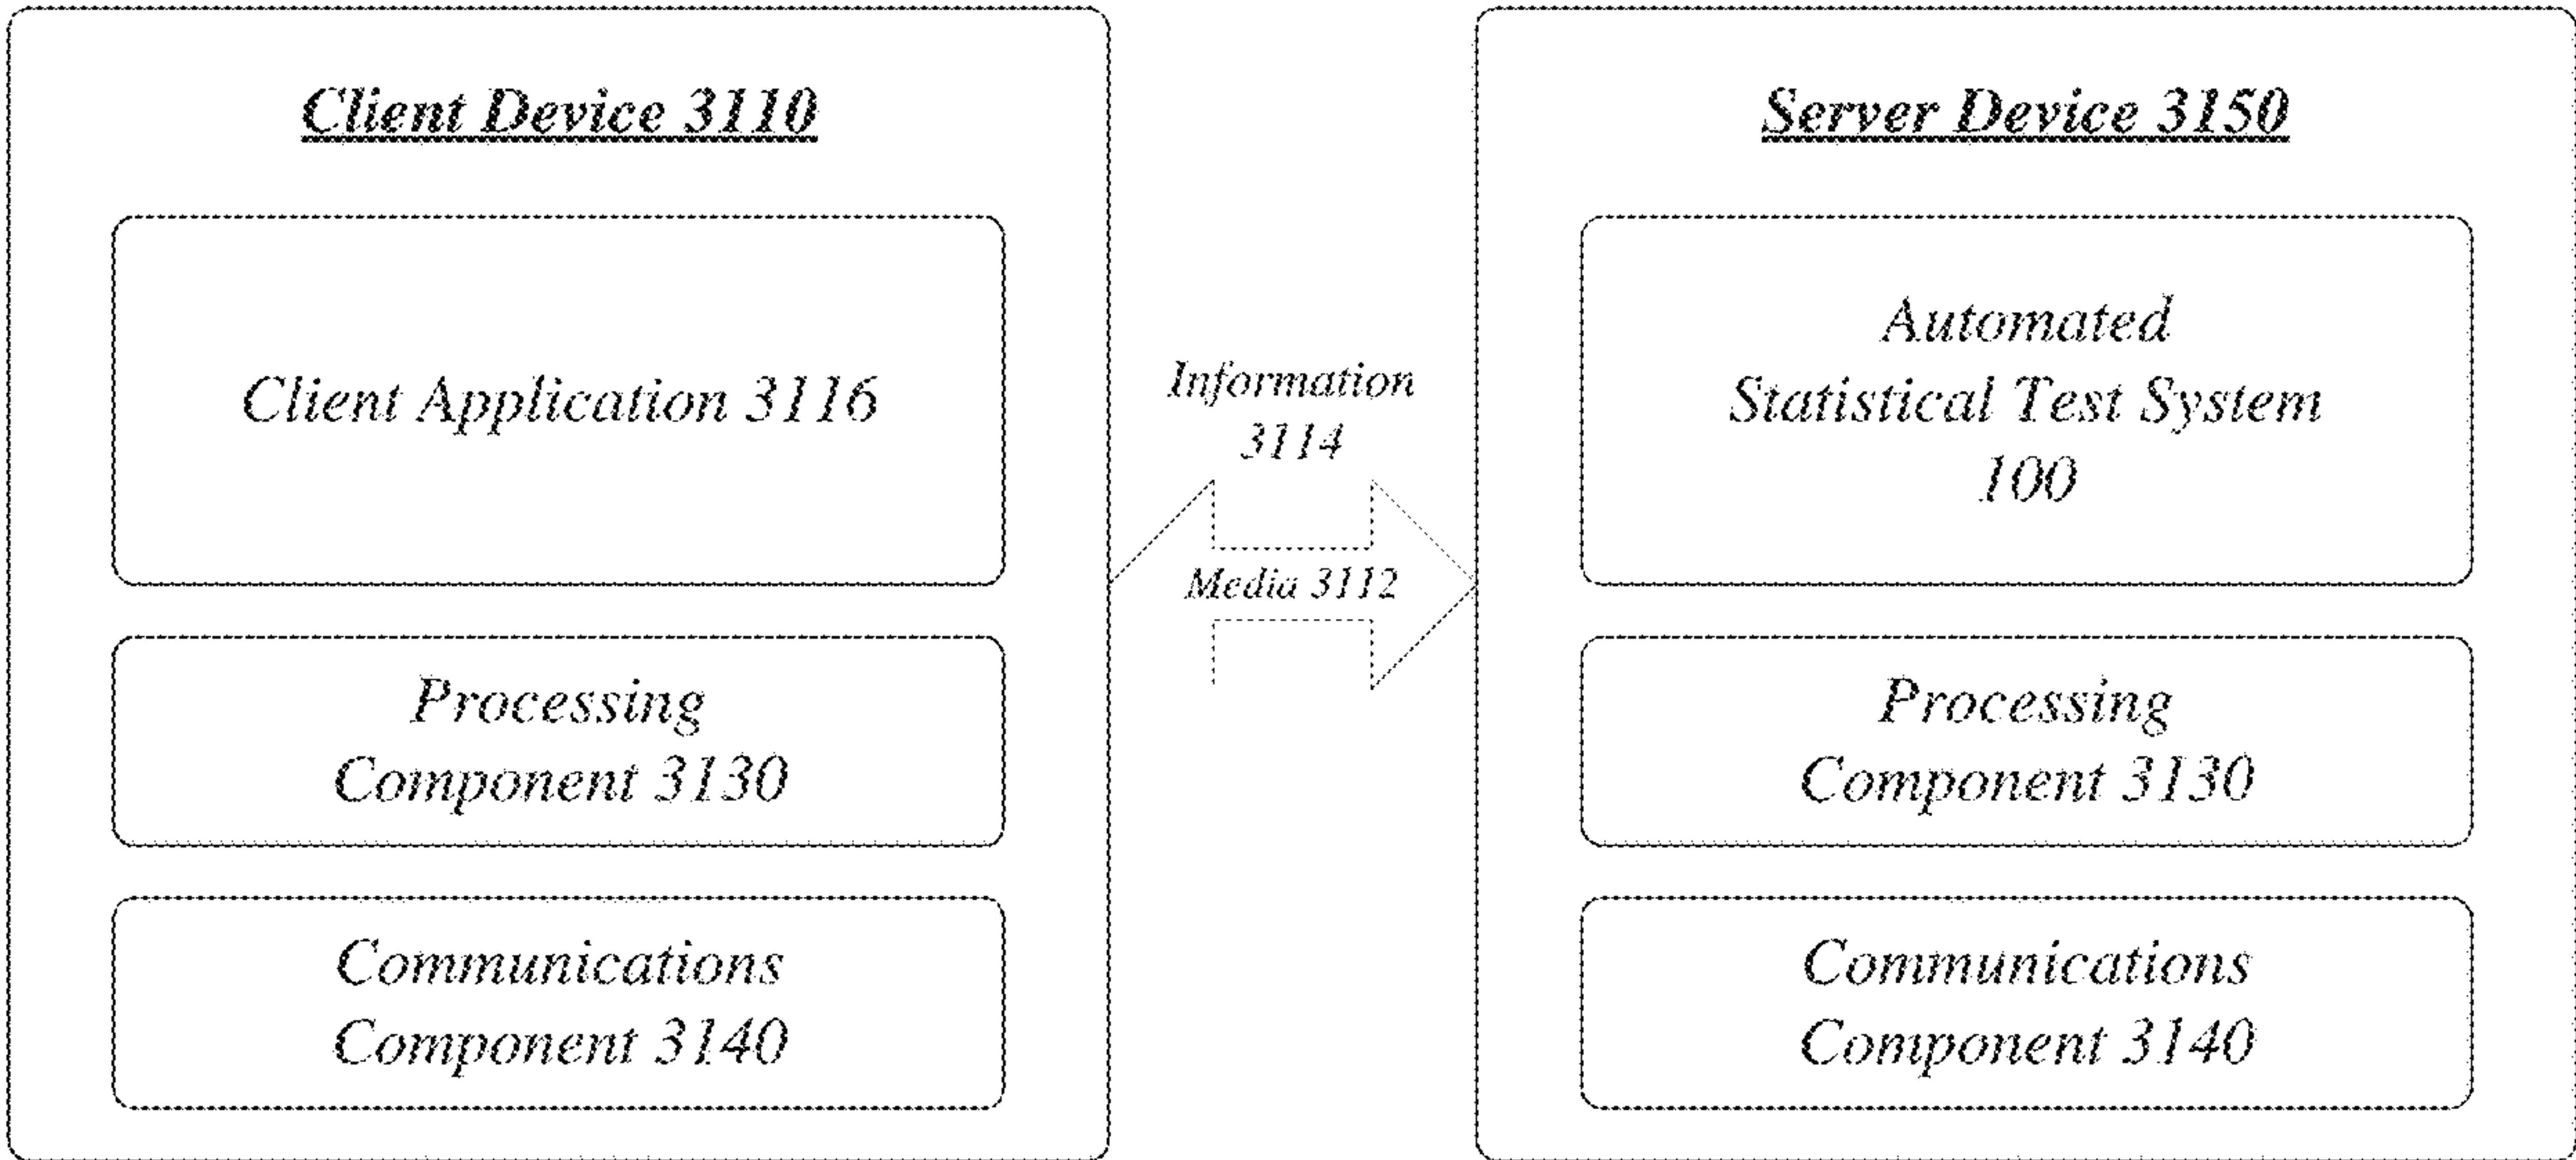 Client Device 3110
Client Application 3116
Processing
Component 3130
Communications
Component 3140
Information
3114
Media 3112
Server Device 3150
Automated
Statistical Test System
100
Processing
Component 3130
Communications
Component 3140